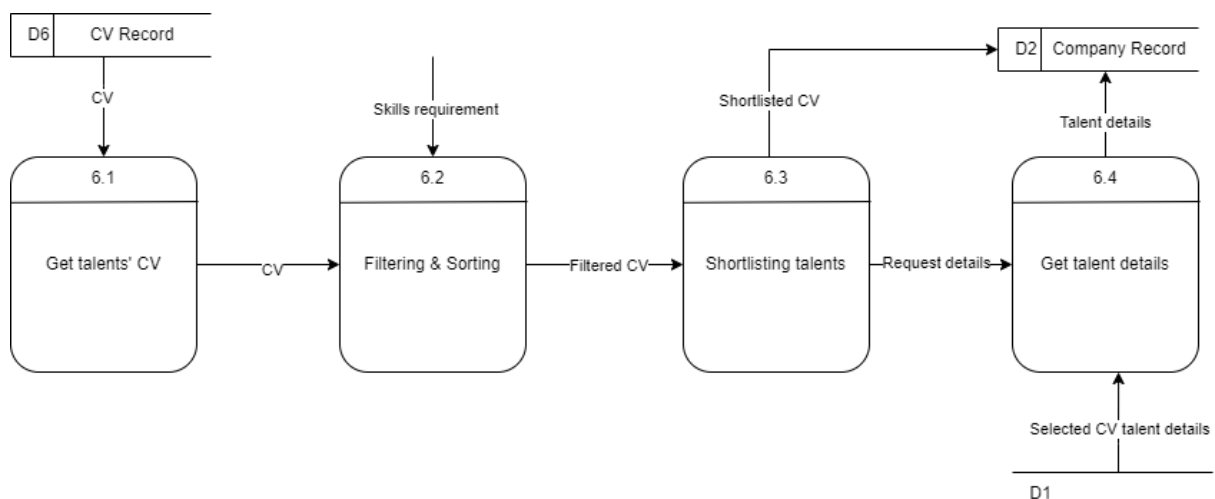 D6 CV Record
D2 Company Record
CV
Skills requirement
Shortlisted CV
Talent details
6.1
6.2
6.3
6.4
Get talents' CV
CV
Filtering & Sorting
Filtered CV
Shortlisting talents
Request details
Get talent details
Selected CV talent details
D1